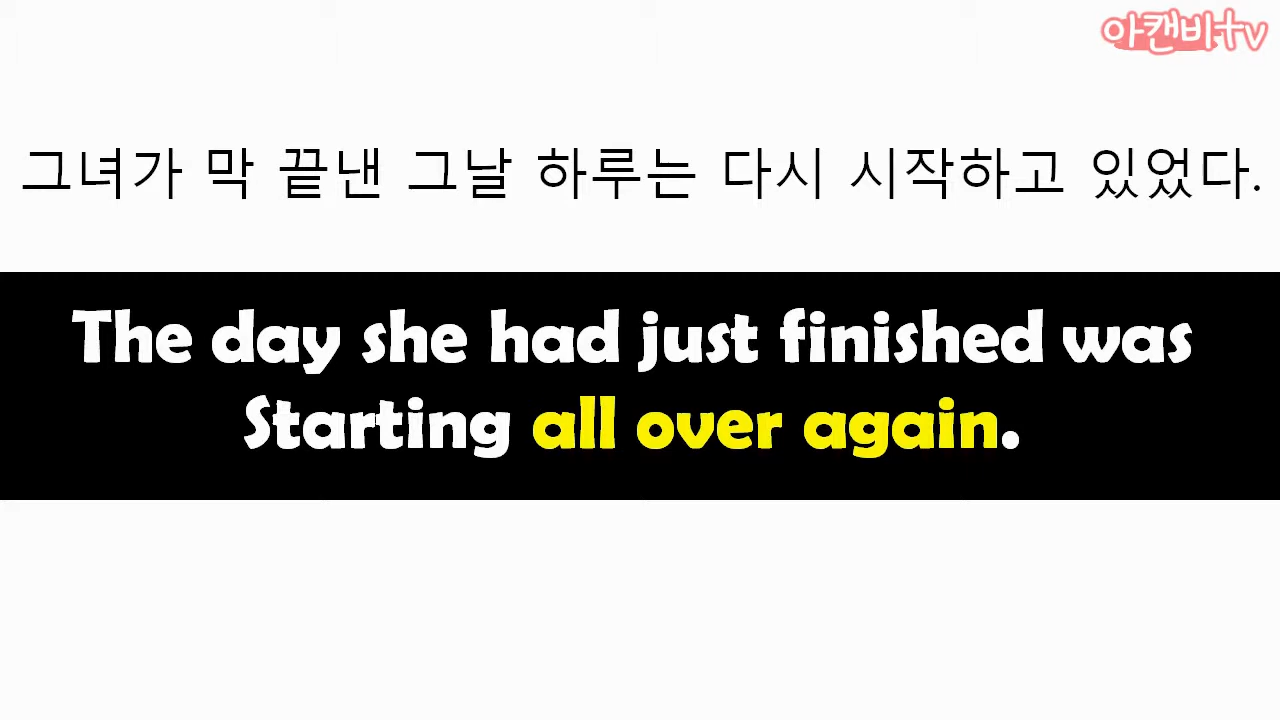 아캔비tv
그녀가 막 끝낸 그날 하루는 다시 시작하고 있었다.
The day she had just finished was
Starting all over again.